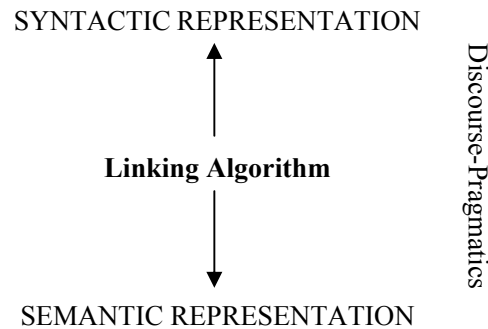 SYNTACTIC REPRESENTATION
Discourse-Pragmatics
Linking Algorithm
SEMANTIC REPRESENTATION